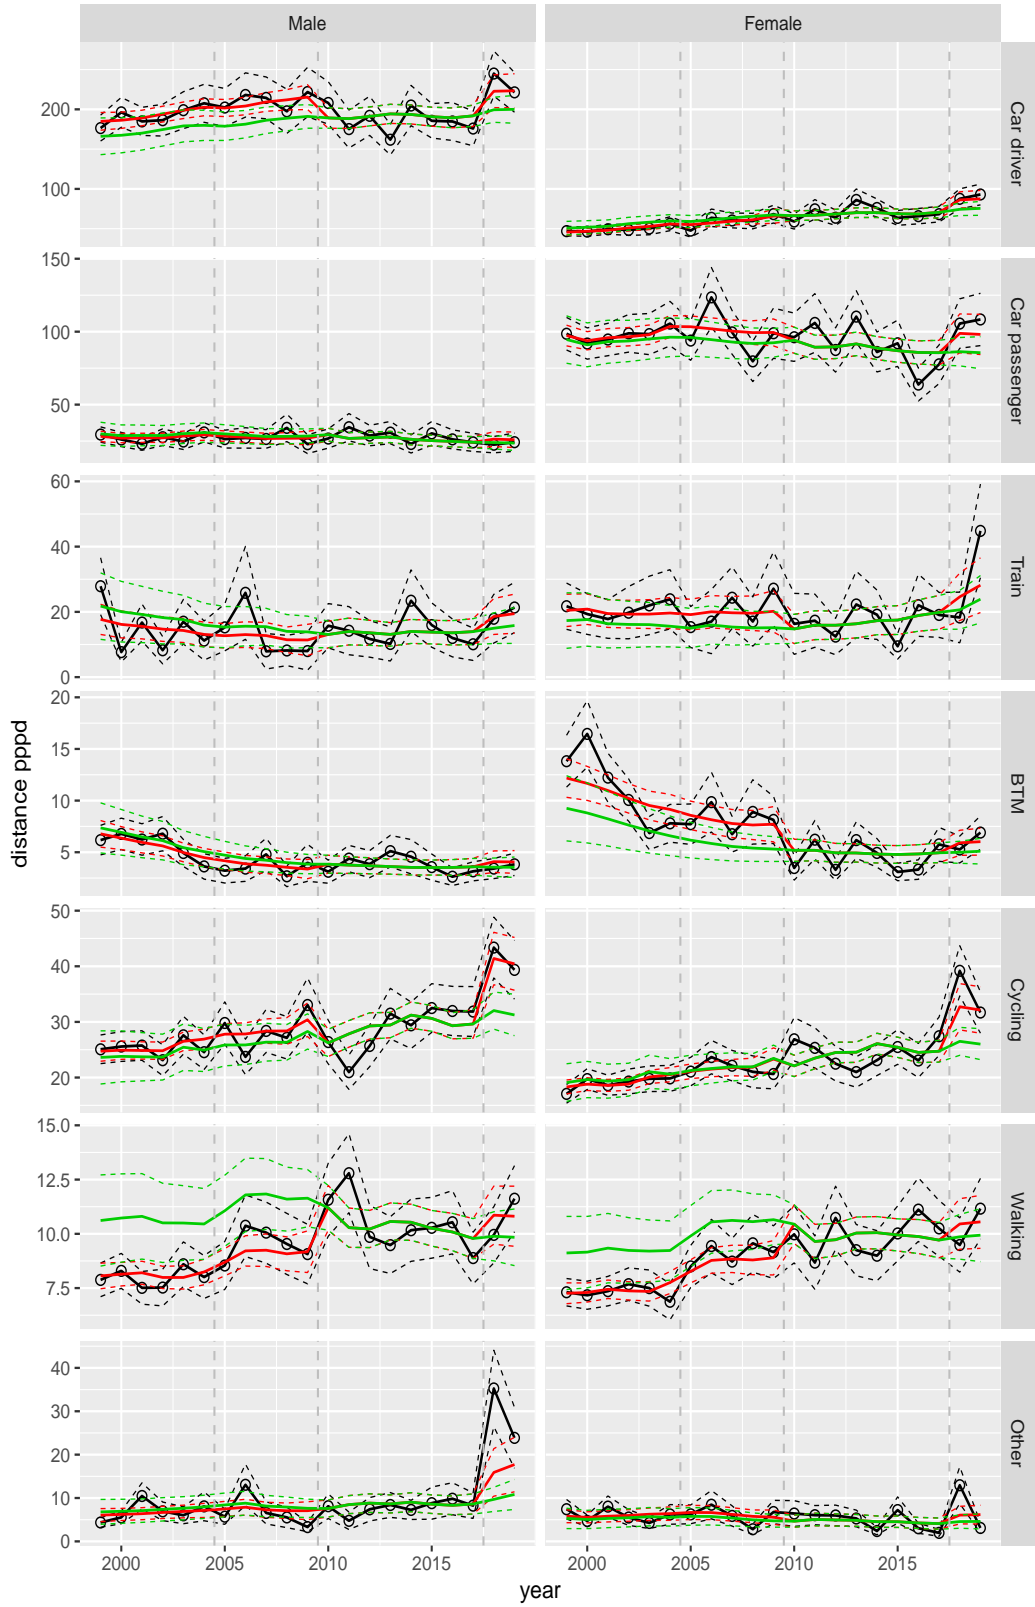 Male Female
200
100
Car driver
150
100
50
Car passenger
60
40
20
0
Train
20
15
10
5
BTM
50
40
30
20
Cycling
15.0
12.5
10.0
7.5
Walking
40
30
20
10
0
Other
distance pppd
2000 2005 2010 2015 2000 2005 2010 2015
year